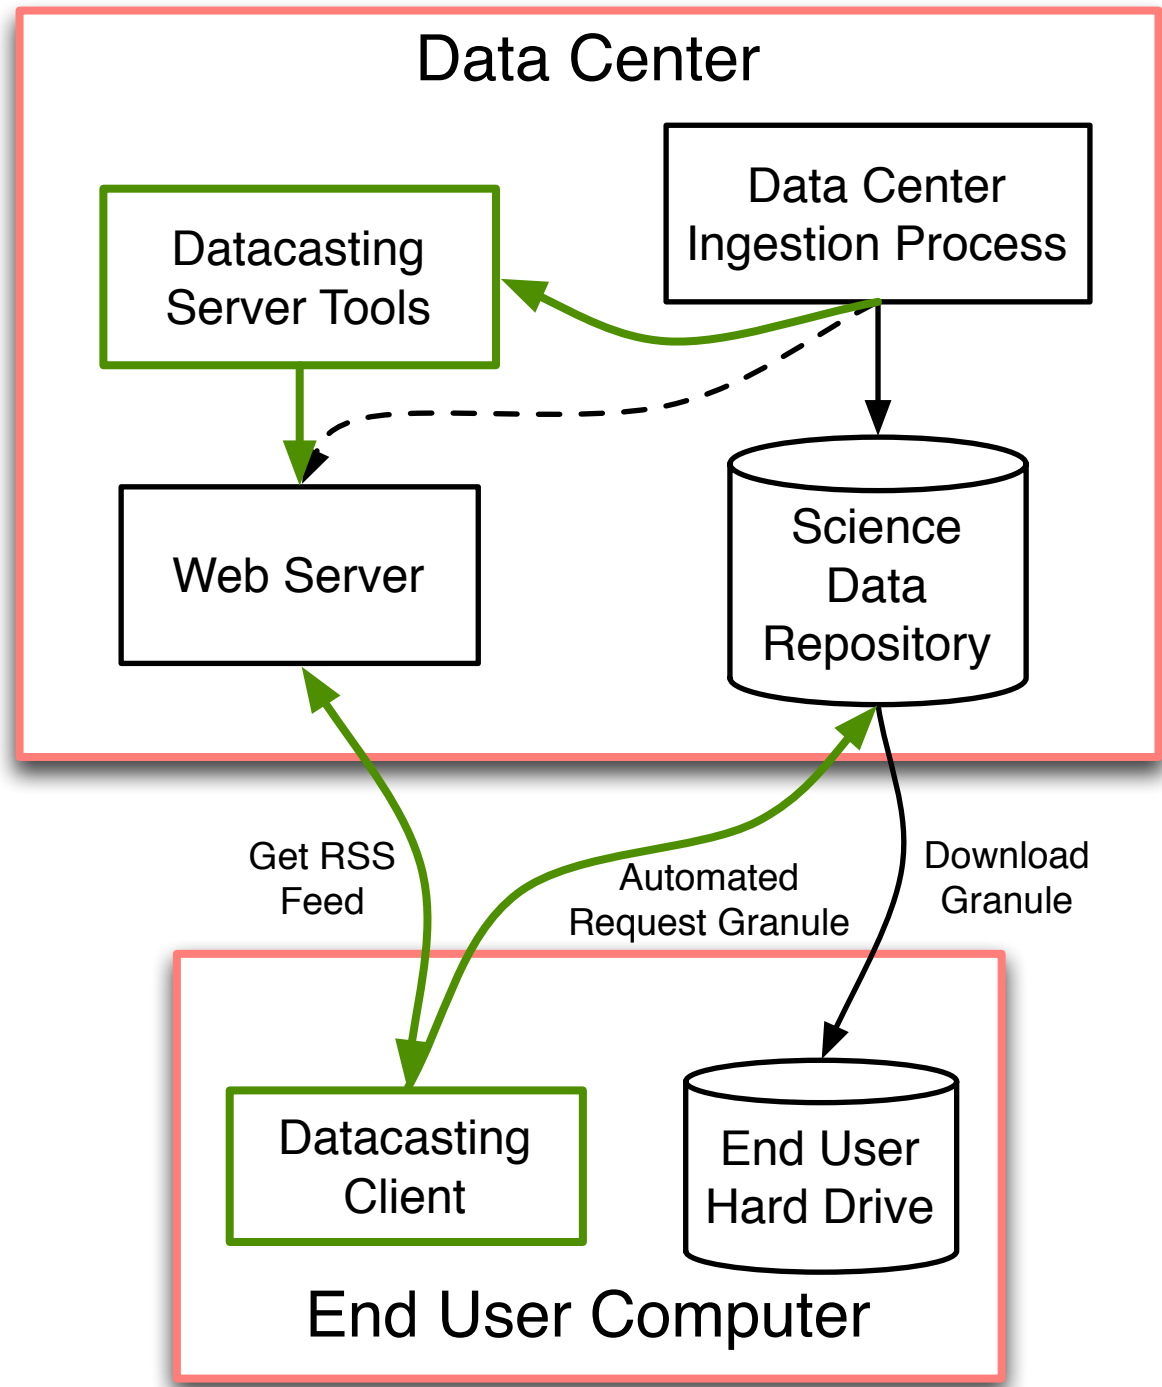 Data Center
Data Center
Ingestion Process
Datacasting
Server Tools
Science
Data
Repository
Web Server
Get RSS
Feed
Automated
Request Granule
Download
Granule
Datacasting
Client
End User
Hard Drive
End User Computer